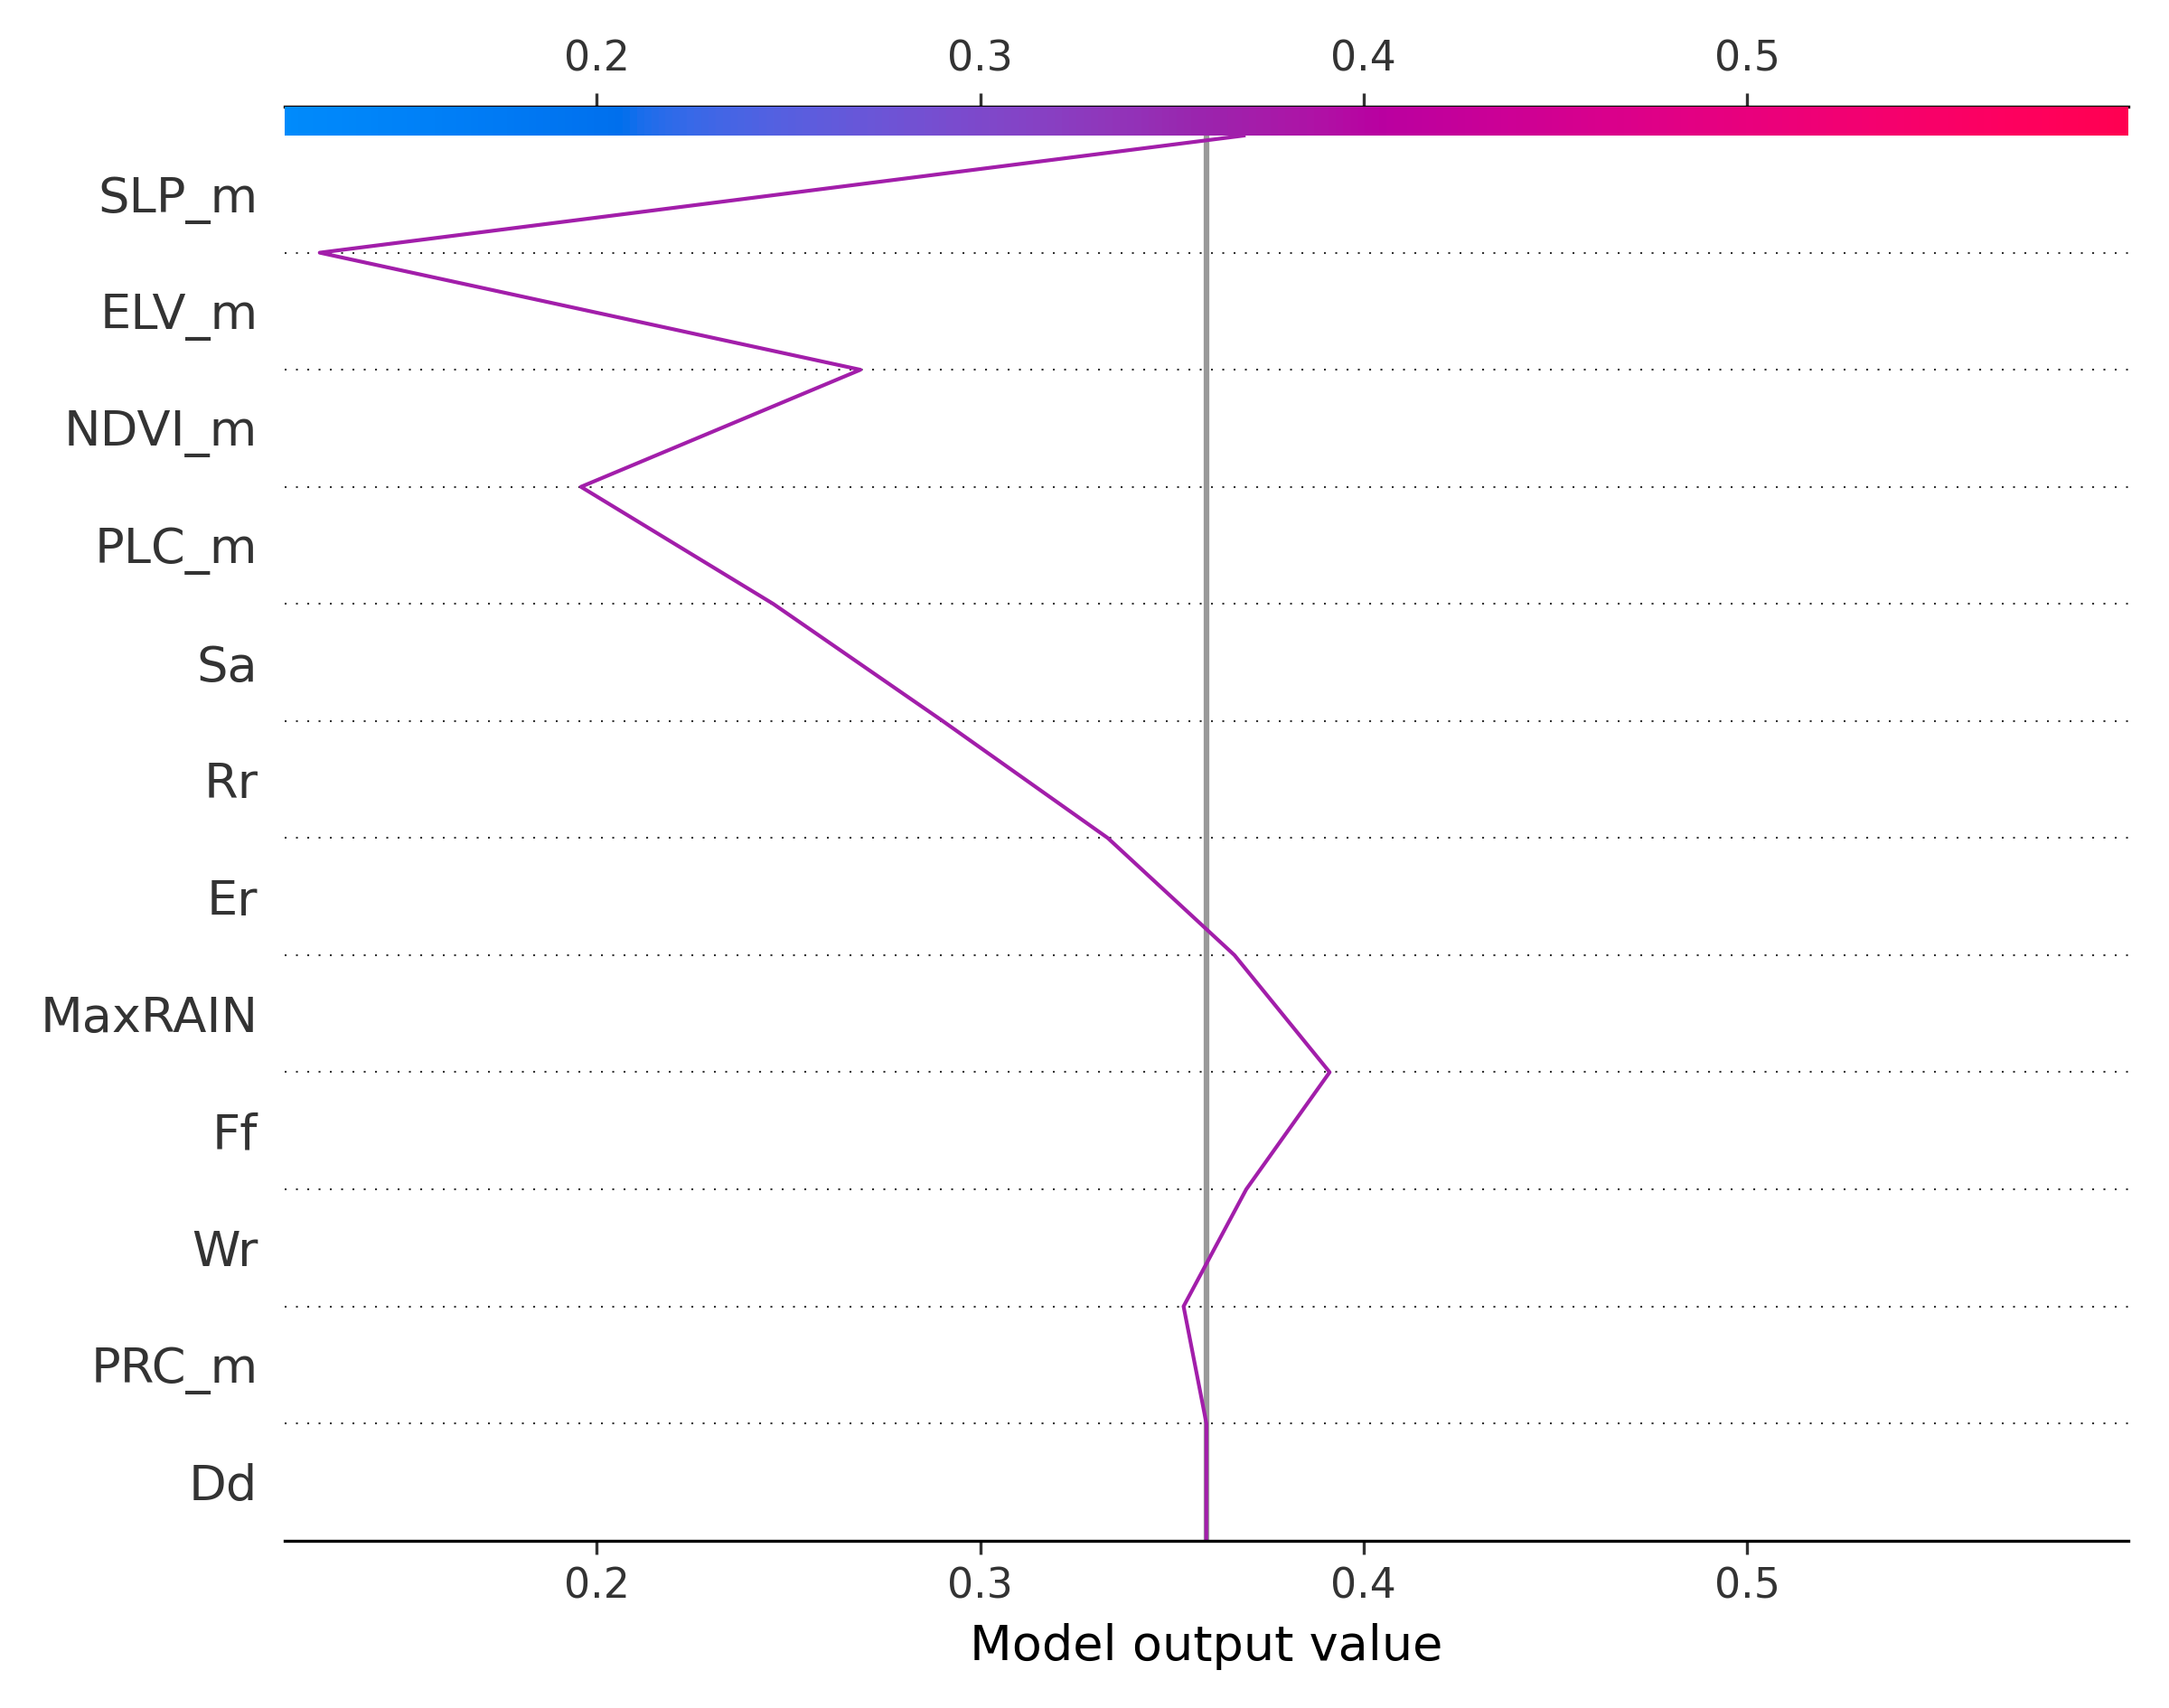 0.2 0.3 0.4 0.5
SLP_m
ELV_m
NDVI_m
PLC_m
Sa
Rr
Er
MaxRAIN
Ff
Wr
PRC_m
Dd
0.2 0.3 0.4 0.5
Model output value